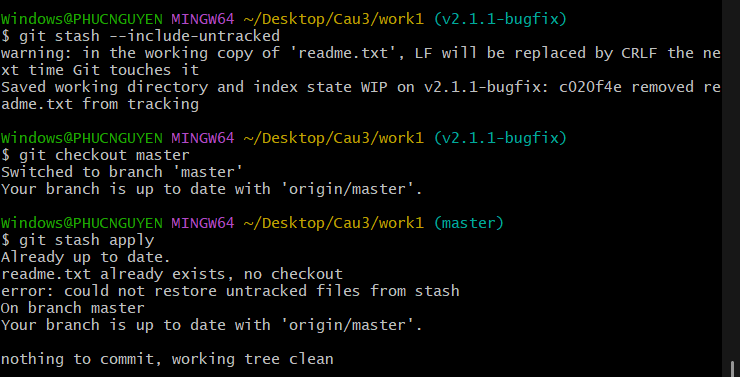 Windows@PHUCNGUYEN MINGW64 ~/Desktop/Cau3/work1 (v2.1.1-bugfix)
$ git stash --include-untracked
warning: in the working copy of 'readme.txt', LF will be replaced by CRLF the ne
xt time Git touches it
Saved working directory and index state WIP on v2.1.1-bugfix: c020f4e removed re
adme.txt from tracking
Windows@PHUCNGUYEN MINGW64 ~/Desktop/Cau3/work1 (v2.1.1-bugfix)
$ git checkout master
Switched to branch 'master'
Your branch is up to date with 'origin/master'.
Windows@PHUCNGUYEN MINGW64 ~/Desktop/Cau3/work1 (master)
$ git stash apply
Already up to date.
readme.txt already exists, no checkout
error: could not restore untracked files from stash
On branch master
Your branch is up to date with 'origin/master'.
nothing to commit, working tree clean